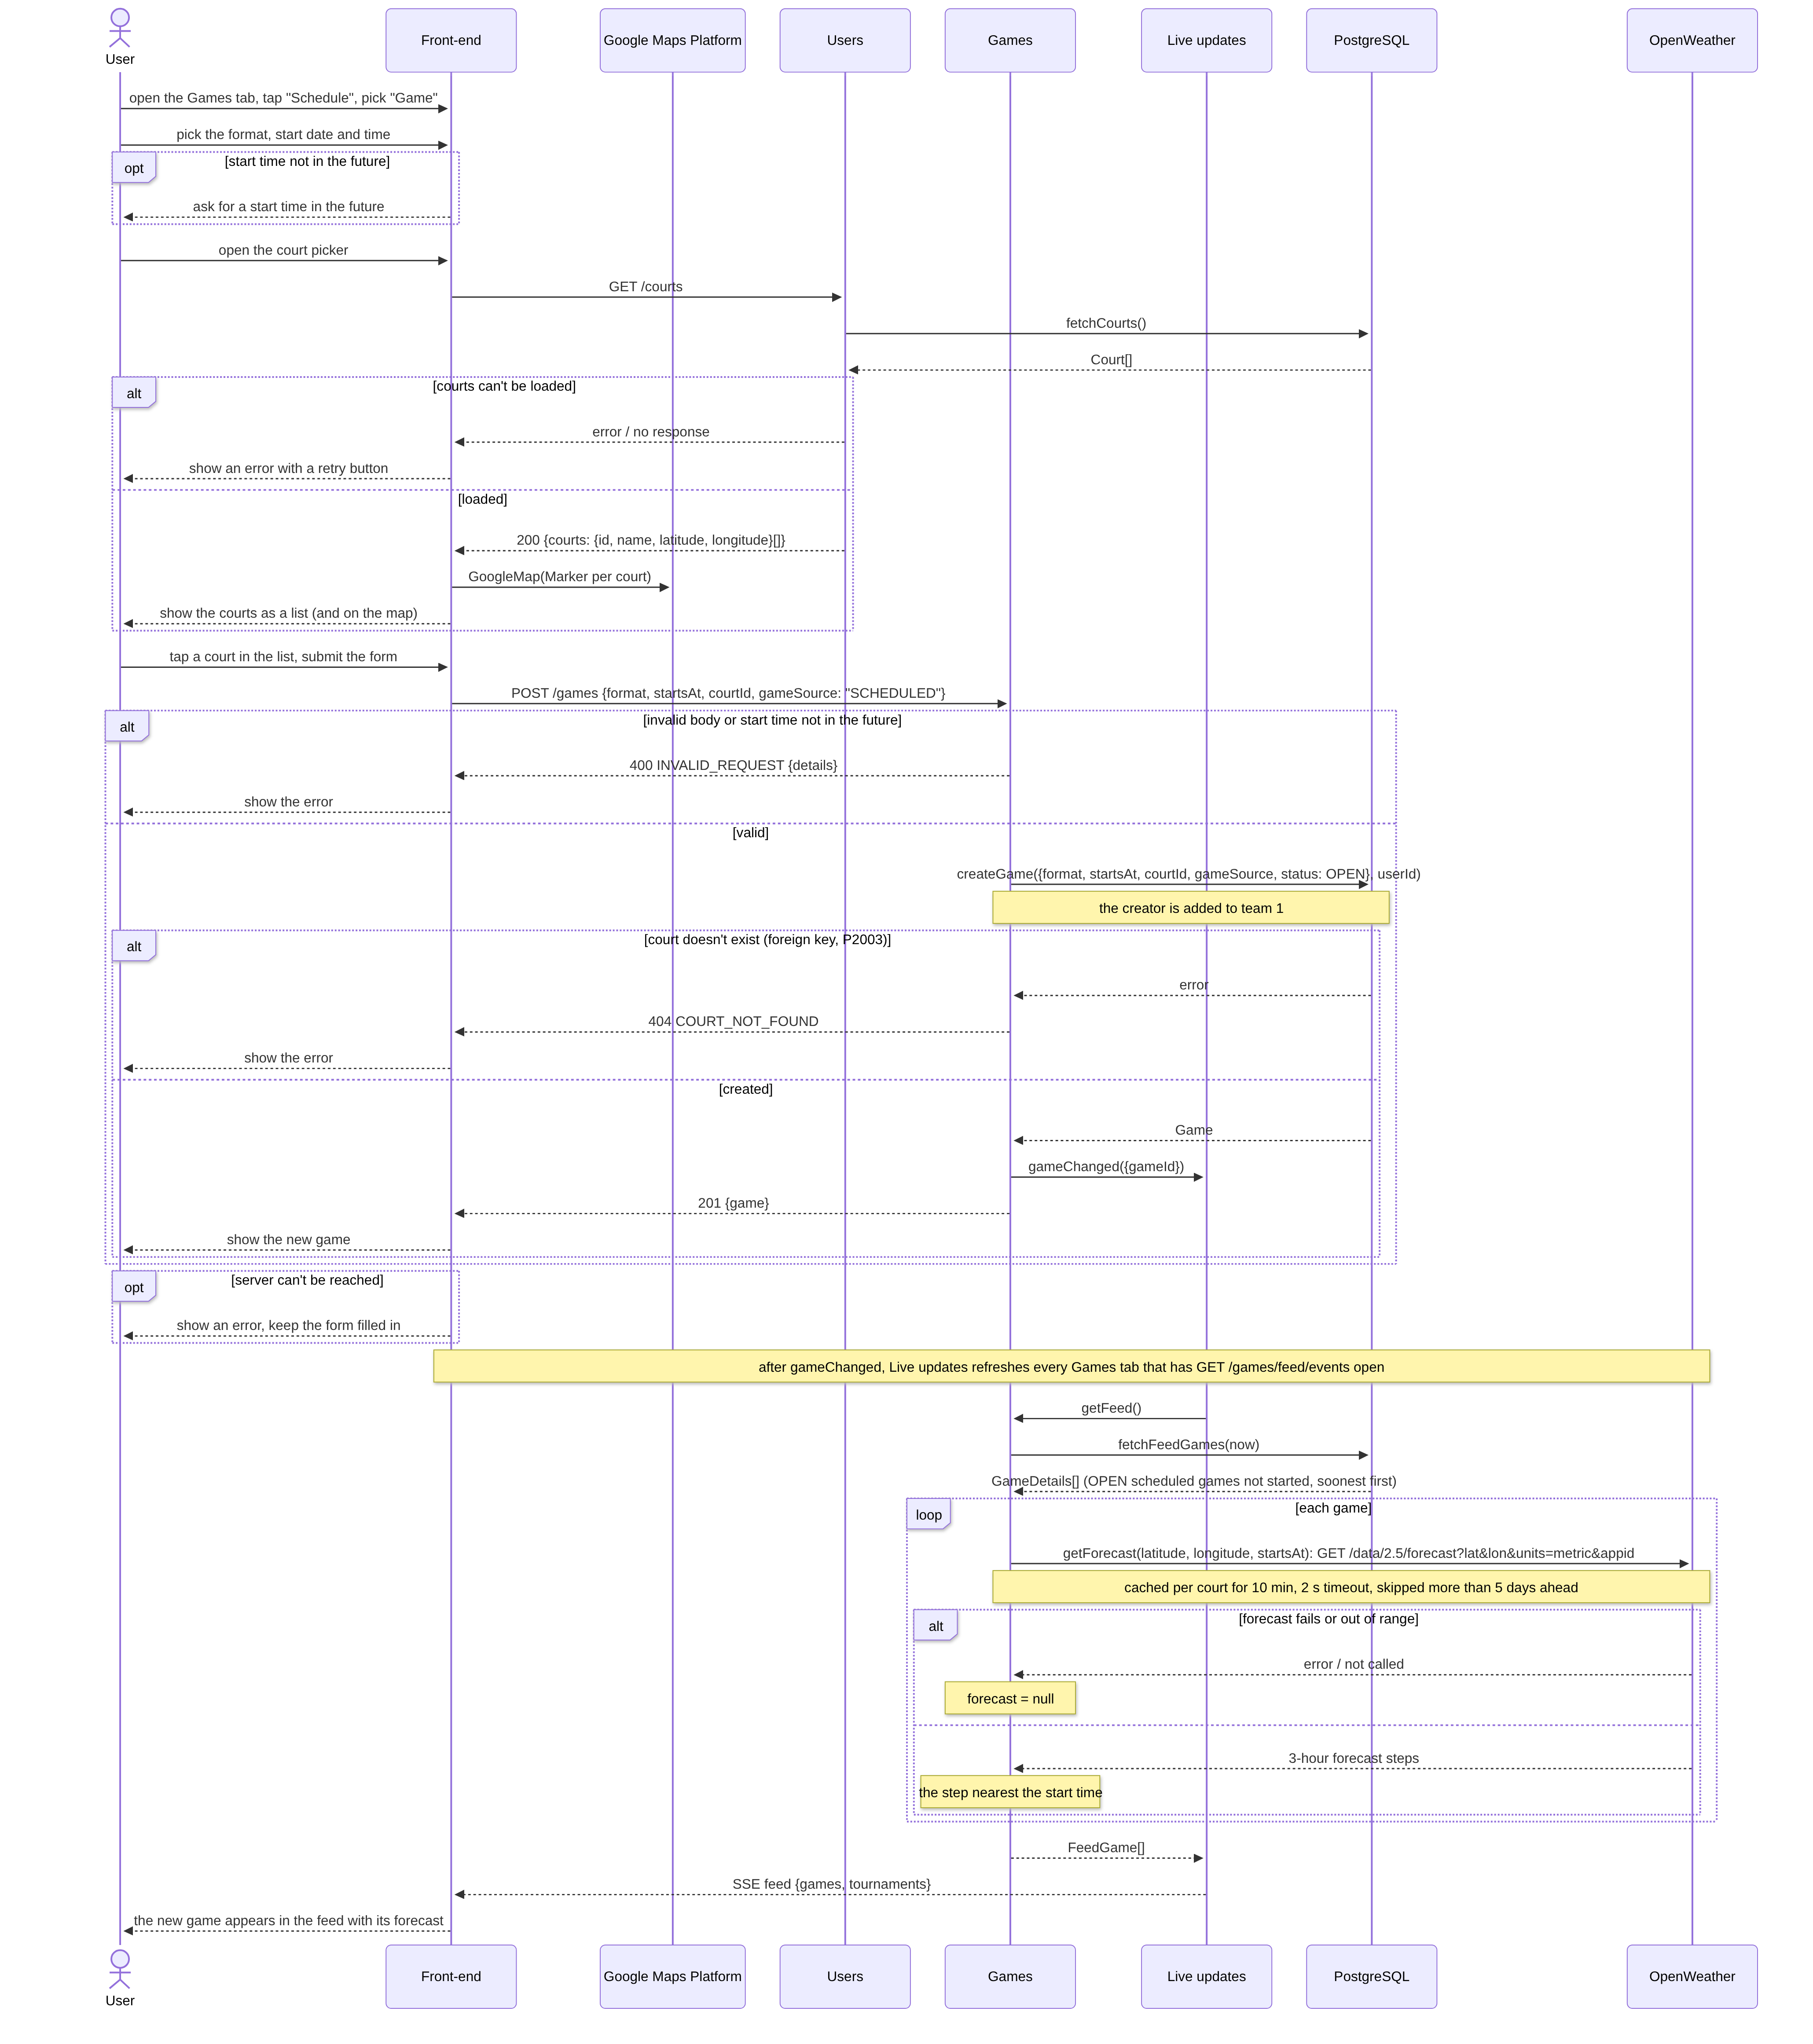 User
Front-end
Google Maps Platform
Users
Games
Live updates
PostgreSQL
OpenWeather
open the Games tab, tap "Schedule", pick "Game"
pick the format, start date and time
opt
[start time not in the future]
ask for a start time in the future
open the court picker
GET /courts
fetchCourts()
Court[]
alt
[courts can't be loaded]
error / no response
show an error with a retry button
[loaded]
200 {courts: {id, name, latitude, longitude}[]}
GoogleMap(Marker per court)
show the courts as a list (and on the map)
tap a court in the list, submit the form
POST /games {format, startsAt, courtId, gameSource: "SCHEDULED"}
alt
[invalid body or start time not in the future]
400 INVALID_REQUEST {details}
show the error
[valid]
createGame({format, startsAt, courtId, gameSource, status: OPEN}, userId)
the creator is added to team 1
alt
[court doesn't exist (foreign key, P2003)]
error
404 COURT_NOT_FOUND
show the error
[created]
Game
gameChanged({gameId})
201 {game}
show the new game
opt
[server can't be reached]
show an error, keep the form filled in
after gameChanged, Live updates refreshes every Games tab that has GET /games/feed/events open
getFeed()
fetchFeedGames(now)
GameDetails[] (OPEN scheduled games not started, soonest first)
loop
[each game]
getForecast(latitude, longitude, startsAt): GET /data/2.5/forecast?lat&lon&units=metric&appid
cached per court for 10 min, 2 s timeout, skipped more than 5 days ahead
alt
[forecast fails or out of range]
error / not called
forecast = null
3-hour forecast steps
the step nearest the start time
FeedGame[]
SSE feed {games, tournaments}
the new game appears in the feed with its forecast
User
Front-end
Google Maps Platform
Users
Games
Live updates
PostgreSQL
OpenWeather